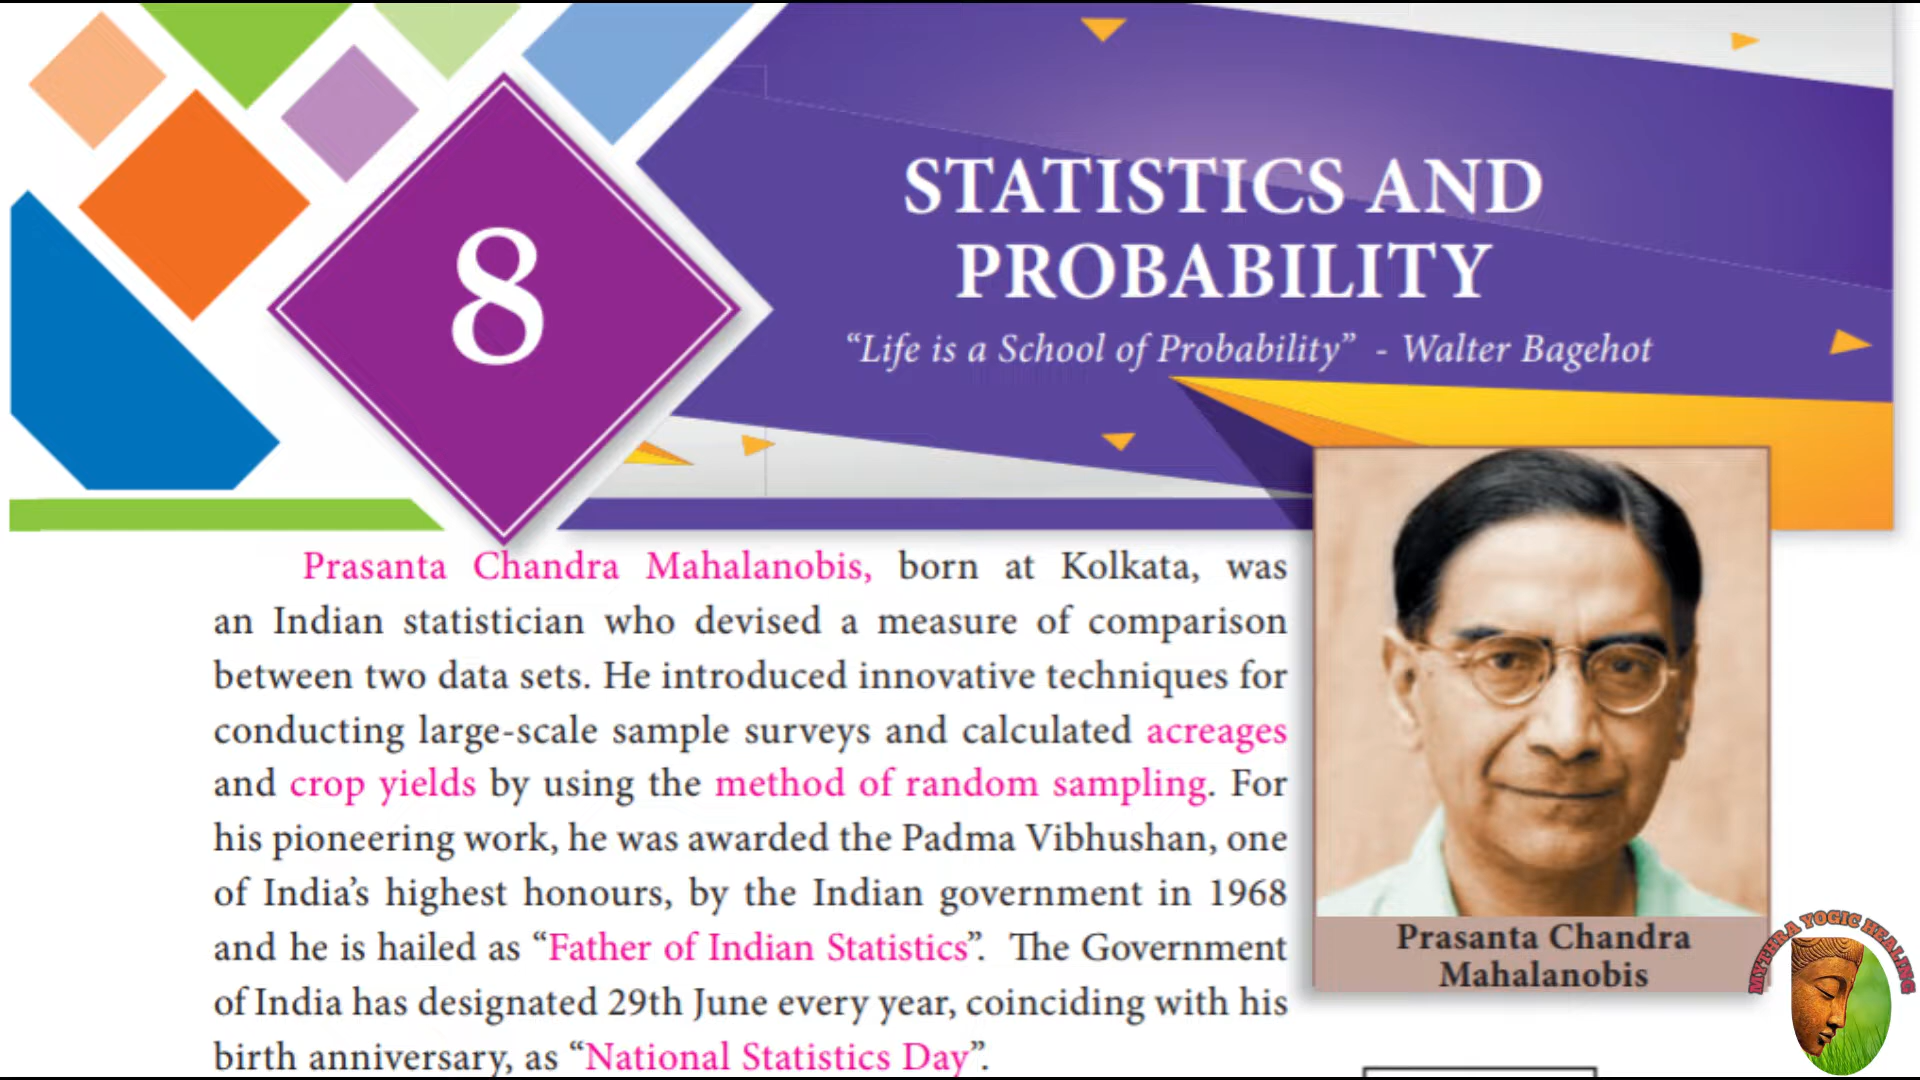 8
STATISTICS AND
PROBABILITY
“Life is a School of Probability” - Walter Bagehot
Prasanta Chandra Mahalanobis, born at Kolkata, was
an Indian statistician who devised a measure of comparison
between two data sets. He introduced innovative techniques for
conducting large-scale sample surveys and calculated acreages
and crop yields by using the method of random sampling. For
his pioneering work, he was awarded the Padma Vibhushan, one
of India’s highest honours, by the Indian government in 1968
and he is hailed as “Father of Indian Statistics”. The Government
of India has designated 29th June every year, coinciding with his
birth anniversary, as “National Statistics Day”.
Prasanta Chandra
Mahalanobis
MYTHRA YOGIC HEALING